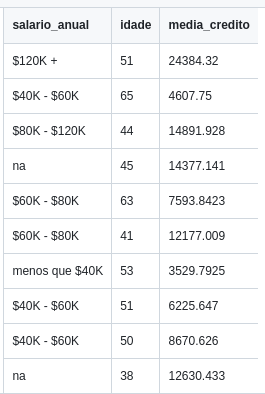 salario_anual idade media_credito
$120K + 51 24384.32
$40K - $60K 65 4607.75
$80K - $120K 44 14891.928
na 45 14377.141
$60K - $80K 63 7593.8423
$60K - $80K 41 12177.009
menos que $40K 53 3529.7925
$40K - $60K 51 6225.647
$40K - $60K 50 8670.626
na 38 12630.433